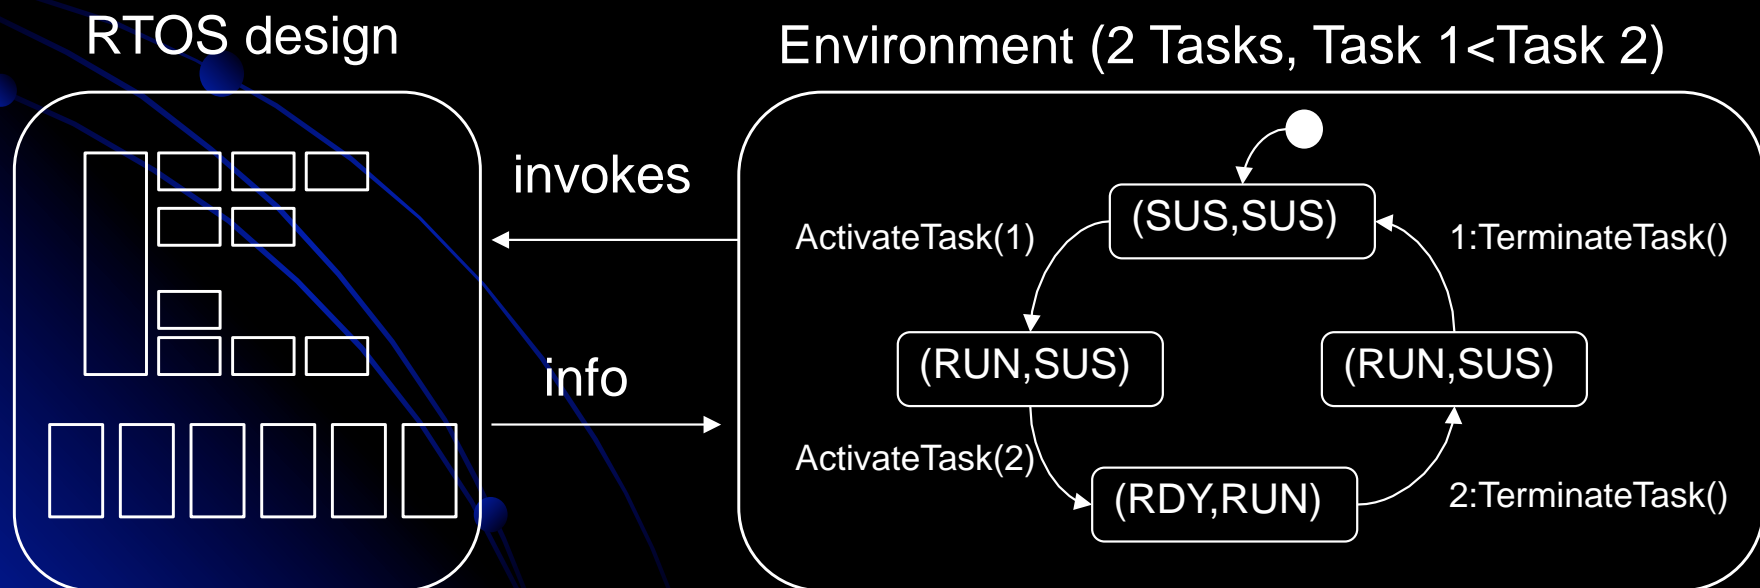 RTOS design
Environment (2 Tasks, Task 1<Task 2)
invokes
info
(SUS,SUS)
ActivateTask(1)
1:TerminateTask()
(RUN,SUS)
(RUN,SUS)
ActivateTask(2)
(RDY,RUN)
2:TerminateTask()